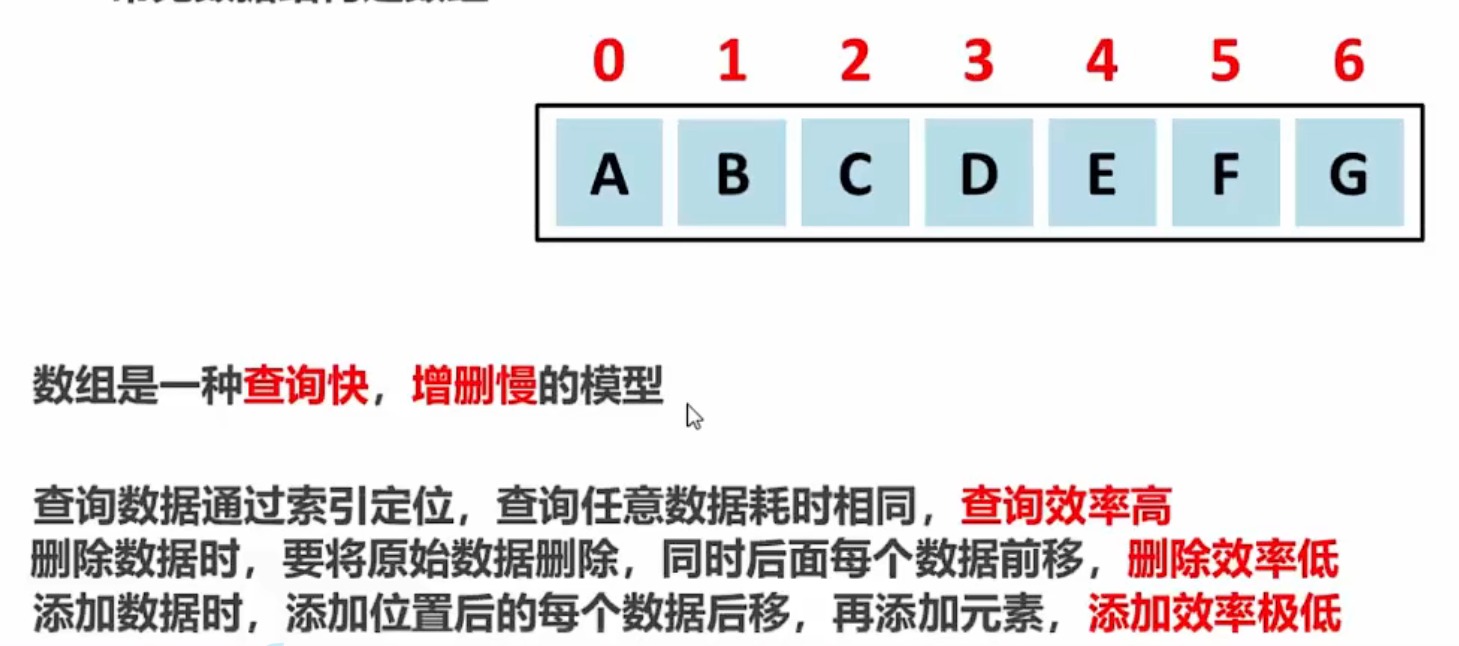 0 1 2 3 4 5 6
A B C D E F G
数组是一种查询快，增删慢的模型
查询数据通过索引定位，查询任意数据耗时相同，查询效率高
删除数据时，要将原始数据删除，同时后面每个数据前移，删除效率低
添加数据时，添加位置后的每个数据后移，再添加元素，添加效率极低